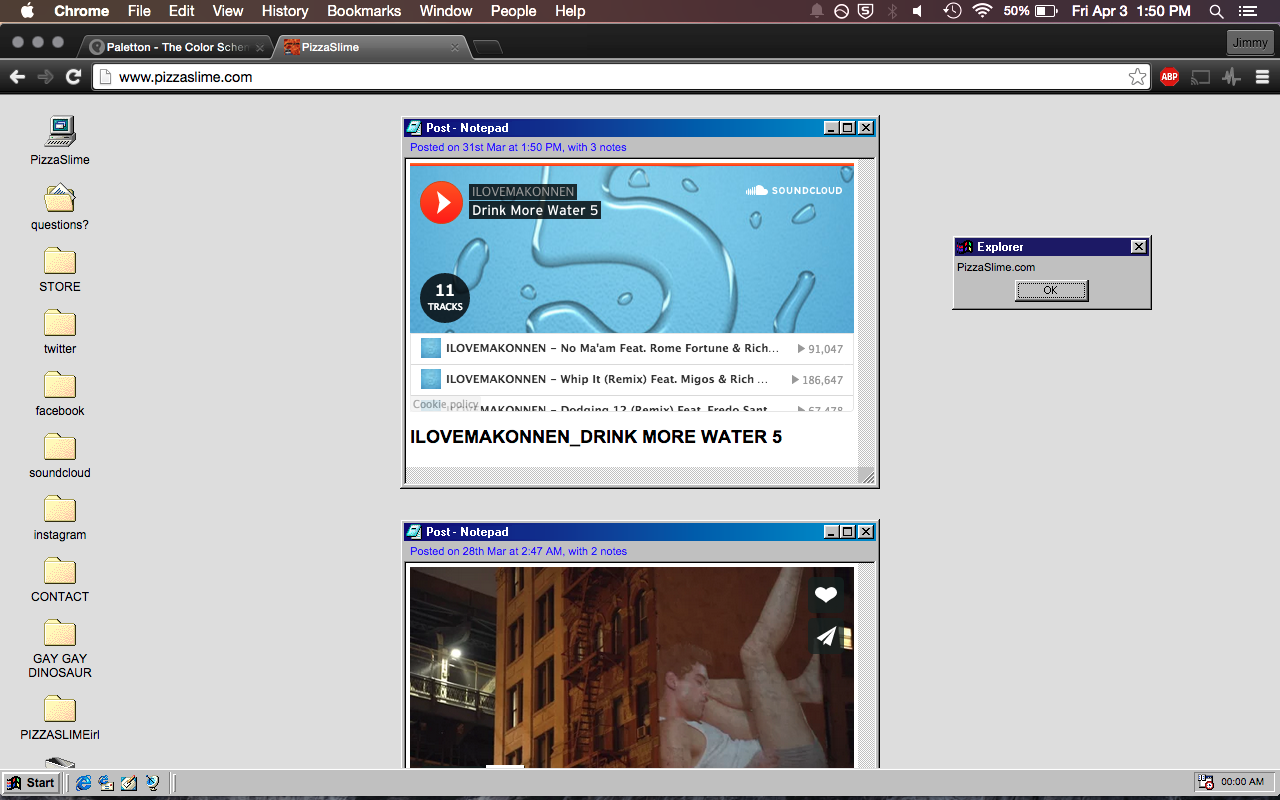 Chrome File Edit View History Bookmarks Window People Help 50% Fri Apr 3 1:50 PM
Paletton - The Color Schem PizzaSlime Jimmy
www.pizzaslime.com ABP
PizzaSlime
questions?
STORE
twitter
facebook
soundcloud
instagram
CONTACT
GAY GAY
DINOSAUR
PIZZASLIMEirl
Post - Notepad
Posted on 31st Mar at 1:50 PM, with 3 notes
ILOVEMAKONNEN
SOUNDCLOUD
Drink More Water 5
11
TRACKS
ILOVEMAKONNEN – No Ma'am Feat. Rome Fortune & Rich... 91,047
ILOVEMAKONNEN – Whip It (Remix) Feat. Migos & Rich ... 186,647
Cookie policy
ILOVEMAKONNEN – Dodging 12 (Remix) Feat. Fredo Sant 67,478
ILOVEMAKONNEN_DRINK MORE WATER 5
Post - Notepad
Posted on 28th Mar at 2:47 AM, with 2 notes
Explorer
PizzaSlime.com
OK
Start 00:00 AM